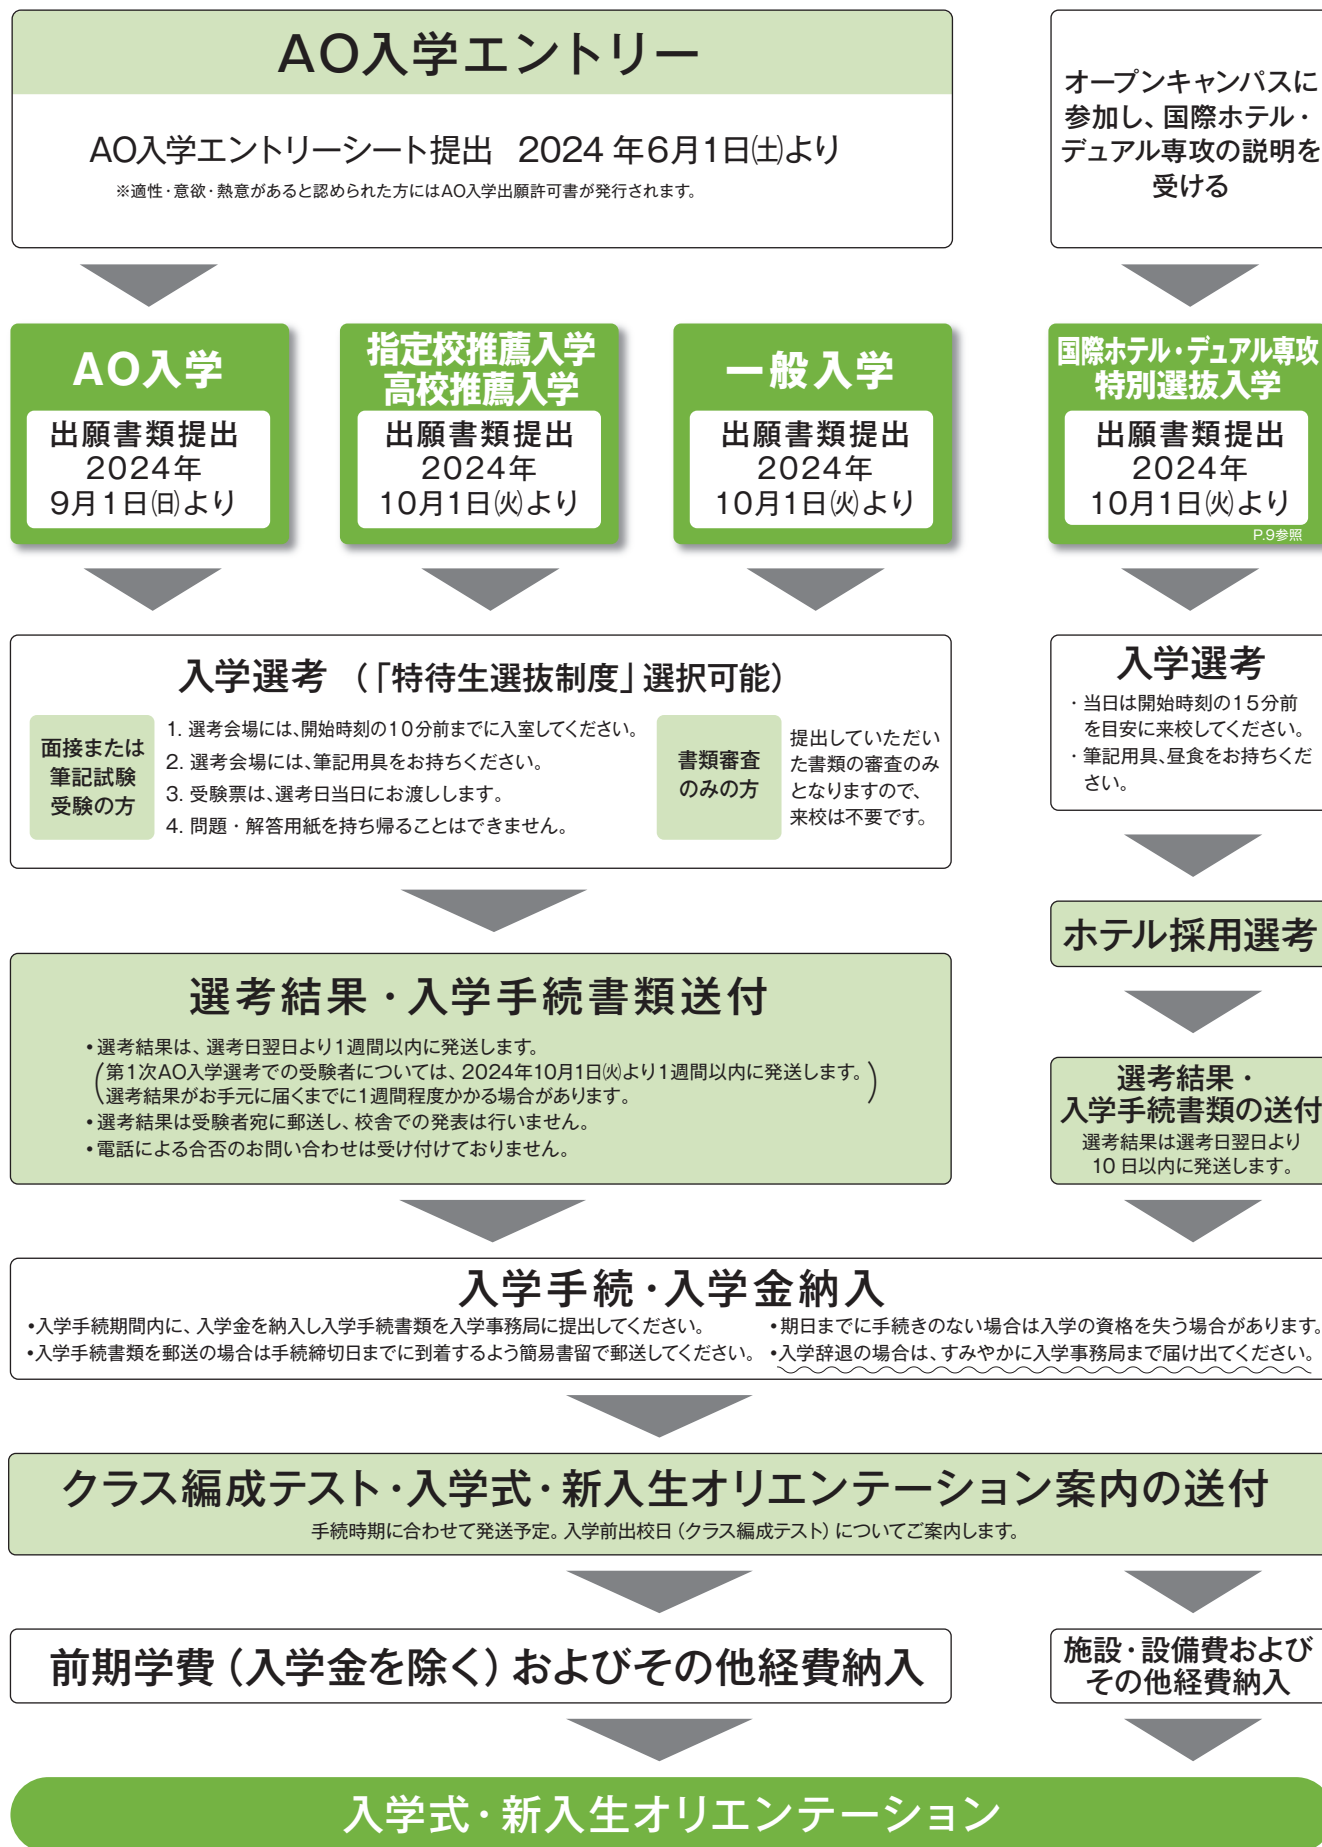 AO入学エントリー
AO入学エントリーシート提出 2024年6月1日㈯より
※適性・意欲・熱意があると認められた方にはAO入学出願許可書が発行されます。
オープンキャンパスに
参加し、国際ホテル・
デュアル専攻の説明を
受ける
AO入学
出願書類提出
2024年
9月1日㈰より
指定校推薦入学
高校推薦入学
出願書類提出
2024年
10月1日㈫より
一般入学
出願書類提出
2024年
10月1日㈫より
国際ホテル・デュアル専攻
特別選抜入学
出願書類提出
2024年
10月1日㈫より
P.9参照
入学選考 (「特待生選抜制度」選択可能)
面接または
筆記試験
受験の方
1. 選考会場には、開始時刻の10分前までに入室してください。
2. 選考会場には、筆記用具をお持ちください。
3. 受験票は、選考日当日にお渡しします。
4. 問題・解答用紙を持ち帰ることはできません。
書類審査
のみの方
提出していただい
た書類の審査のみ
となりますので、
来校は不要です。
入学選考
・当日は開始時刻の15分前
を目安に来校してください。
・筆記用具、昼食をお持ちくだ
さい。
ホテル採用選考
選考結果・入学手続書類送付
•選考結果は、選考日翌日より1週間以内に発送します。
(第1次AO入学選考での受験者については、2024年10月1日㈫より1週間以内に発送します。
選考結果がお手元に届くまでに1週間程度かかる場合があります。)
•選考結果は受験者宛に郵送し、校舎での発表は行いません。
•電話による合否のお問い合わせは受け付けておりません。
選考結果・
入学手続書類の送付
選考結果は選考日翌日より
10日以内に発送します。
入学手続・入学金納入
•入学手続期間内に、入学金を納入し入学手続書類を入学事務局に提出してください。
•入学手続書類を郵送の場合は手続締切日までに到着するよう簡易書留で郵送してください。
•期日までに手続きのない場合は入学の資格を失う場合があります。
•入学辞退の場合は、すみやかに入学事務局まで届け出てください。
クラス編成テスト・入学式・新入生オリエンテーション案内の送付
手続時期に合わせて発送予定。入学前出校日(クラス編成テスト)についてご案内します。
前期学費(入学金を除く)およびその他経費納入
施設・設備費および
その他経費納入
入学式・新入生オリエンテーション